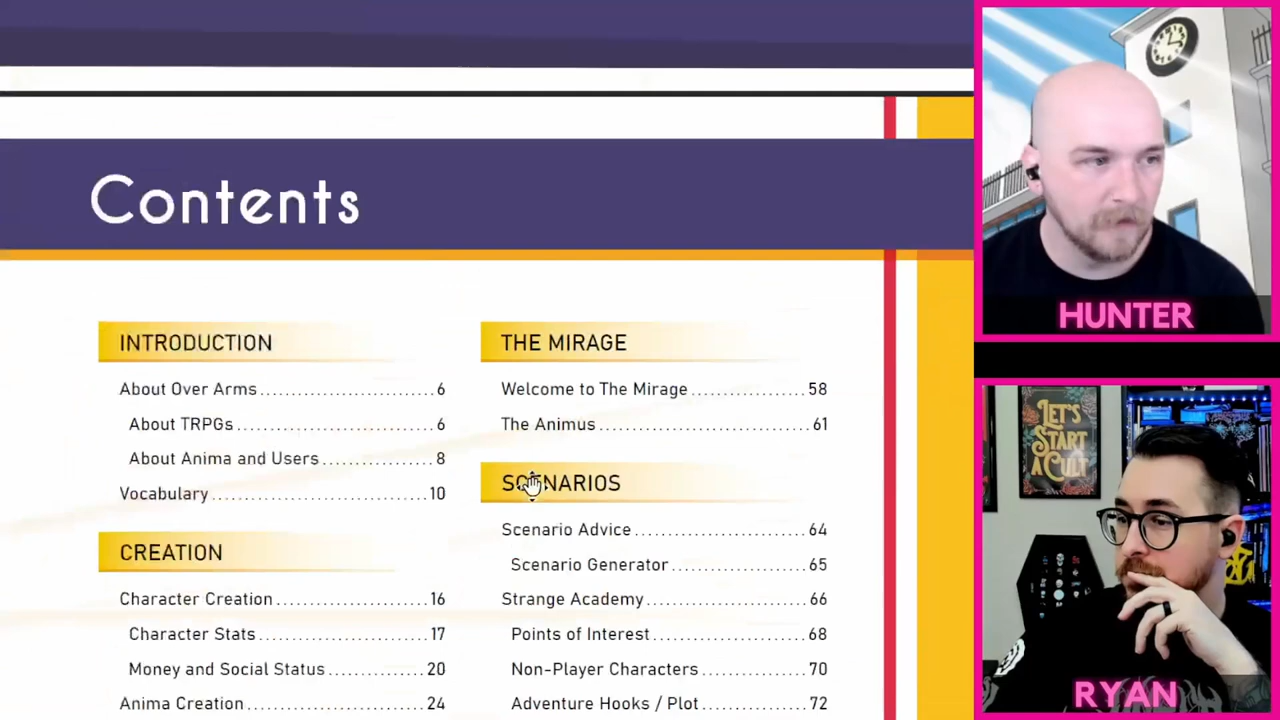 Contents
INTRODUCTION
About Over Arms 6
About TRPGs 6
About Anima and Users 8
Vocabulary 10
CREATION
Character Creation 16
Character Stats 17
Money and Social Status 20
Anima Creation 24
THE MIRAGE
Welcome to The Mirage 58
The Animus 61
SCENARIOS
Scenario Advice 64
Scenario Generator 65
Strange Academy 66
Points of Interest 68
Non-Player Characters 70
Adventure Hooks / Plot 72
HUNTER
LET'S
START
A
CULT
RYAN